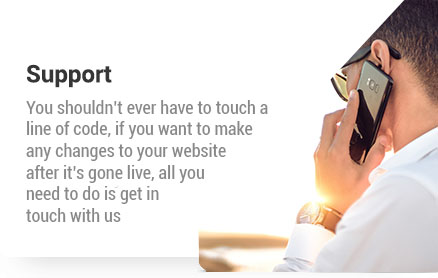 Support
You shouldn't ever have to touch a
line of code, if you want to make
any changes to your website
after it's gone live, all you
need to do is get in
touch with us